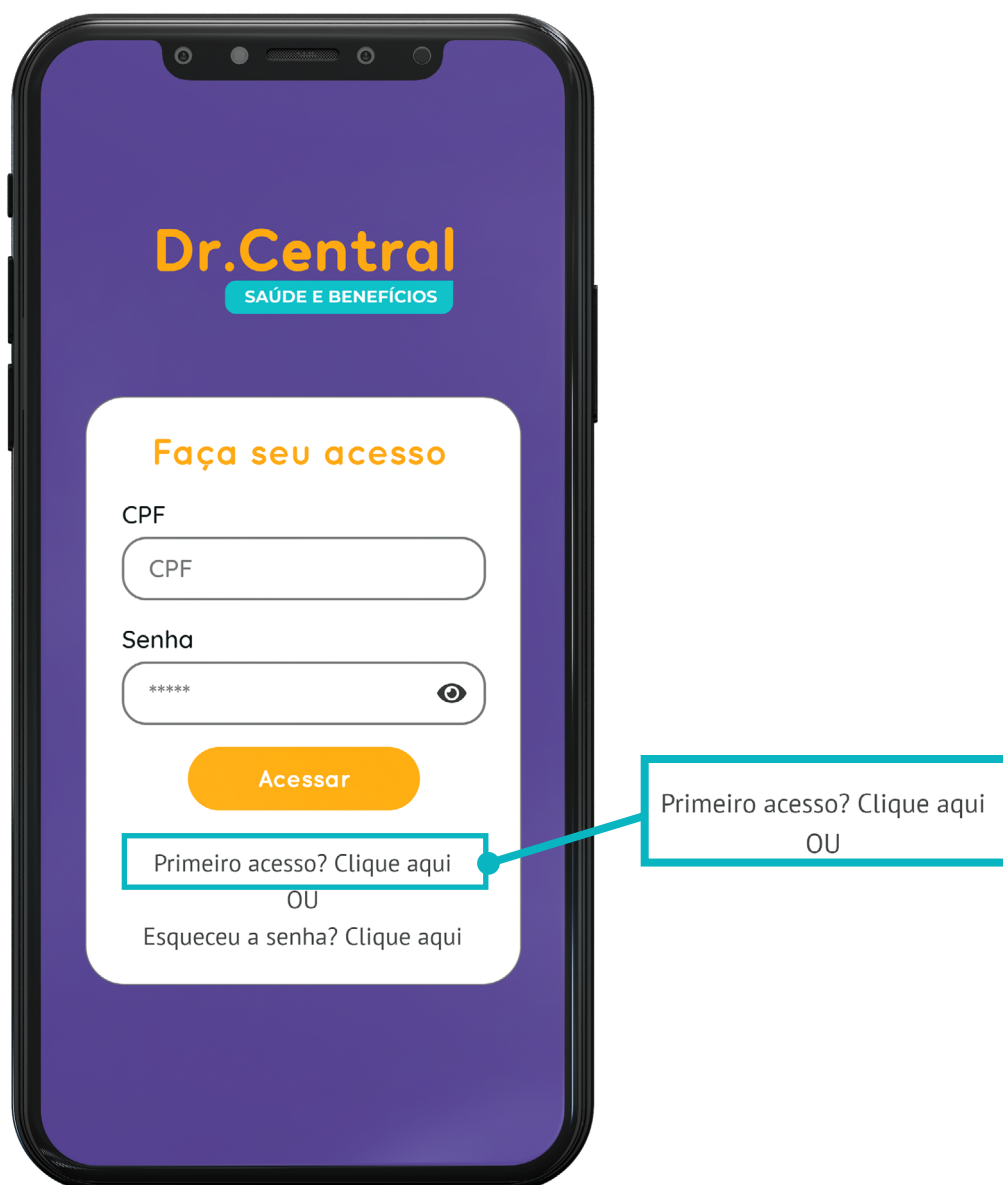 Dr.Central
SAÚDE E BENEFÍCIOS
Faça seu acesso
CPF
CPF
Senha
*****
Acessar
Primeiro acesso? Clique aqui
OU
Esqueceu a senha? Clique aqui
Primeiro acesso? Clique aqui
OU